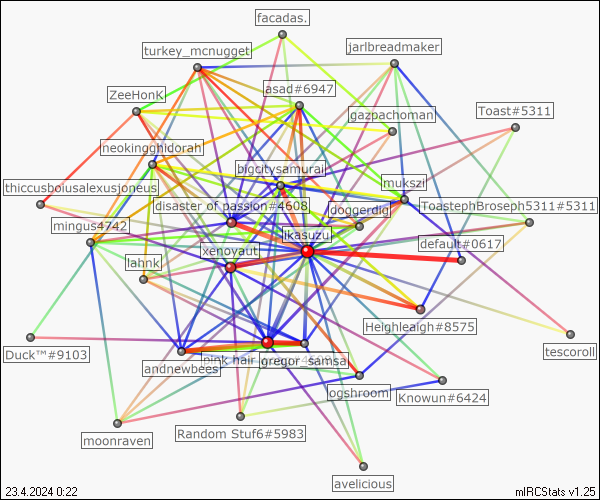 facadas.
turkey_mcnugget
jarlbreadmaker
asad#6947
ZeeHonK
gazpachoman
Toast#5311
neokingghidorah
bigcitysamurai
mukszi
thiccusboiusalexusjoneus
disaster of passion#4608
doggerdig
ToastephBroseph5311#5311
mingus4742
ikasuzu
default#0617
xenoyaut
lahnk
Heighleaigh#8575
Duck™#9103
andnewbees
pink hair
gregor_samsa
tescoroll
ogshroom
Knowun#6424
moonraven
Random Stuf6#5983
avelicious
23.4.2024 0:22
mIRCStats v1.25